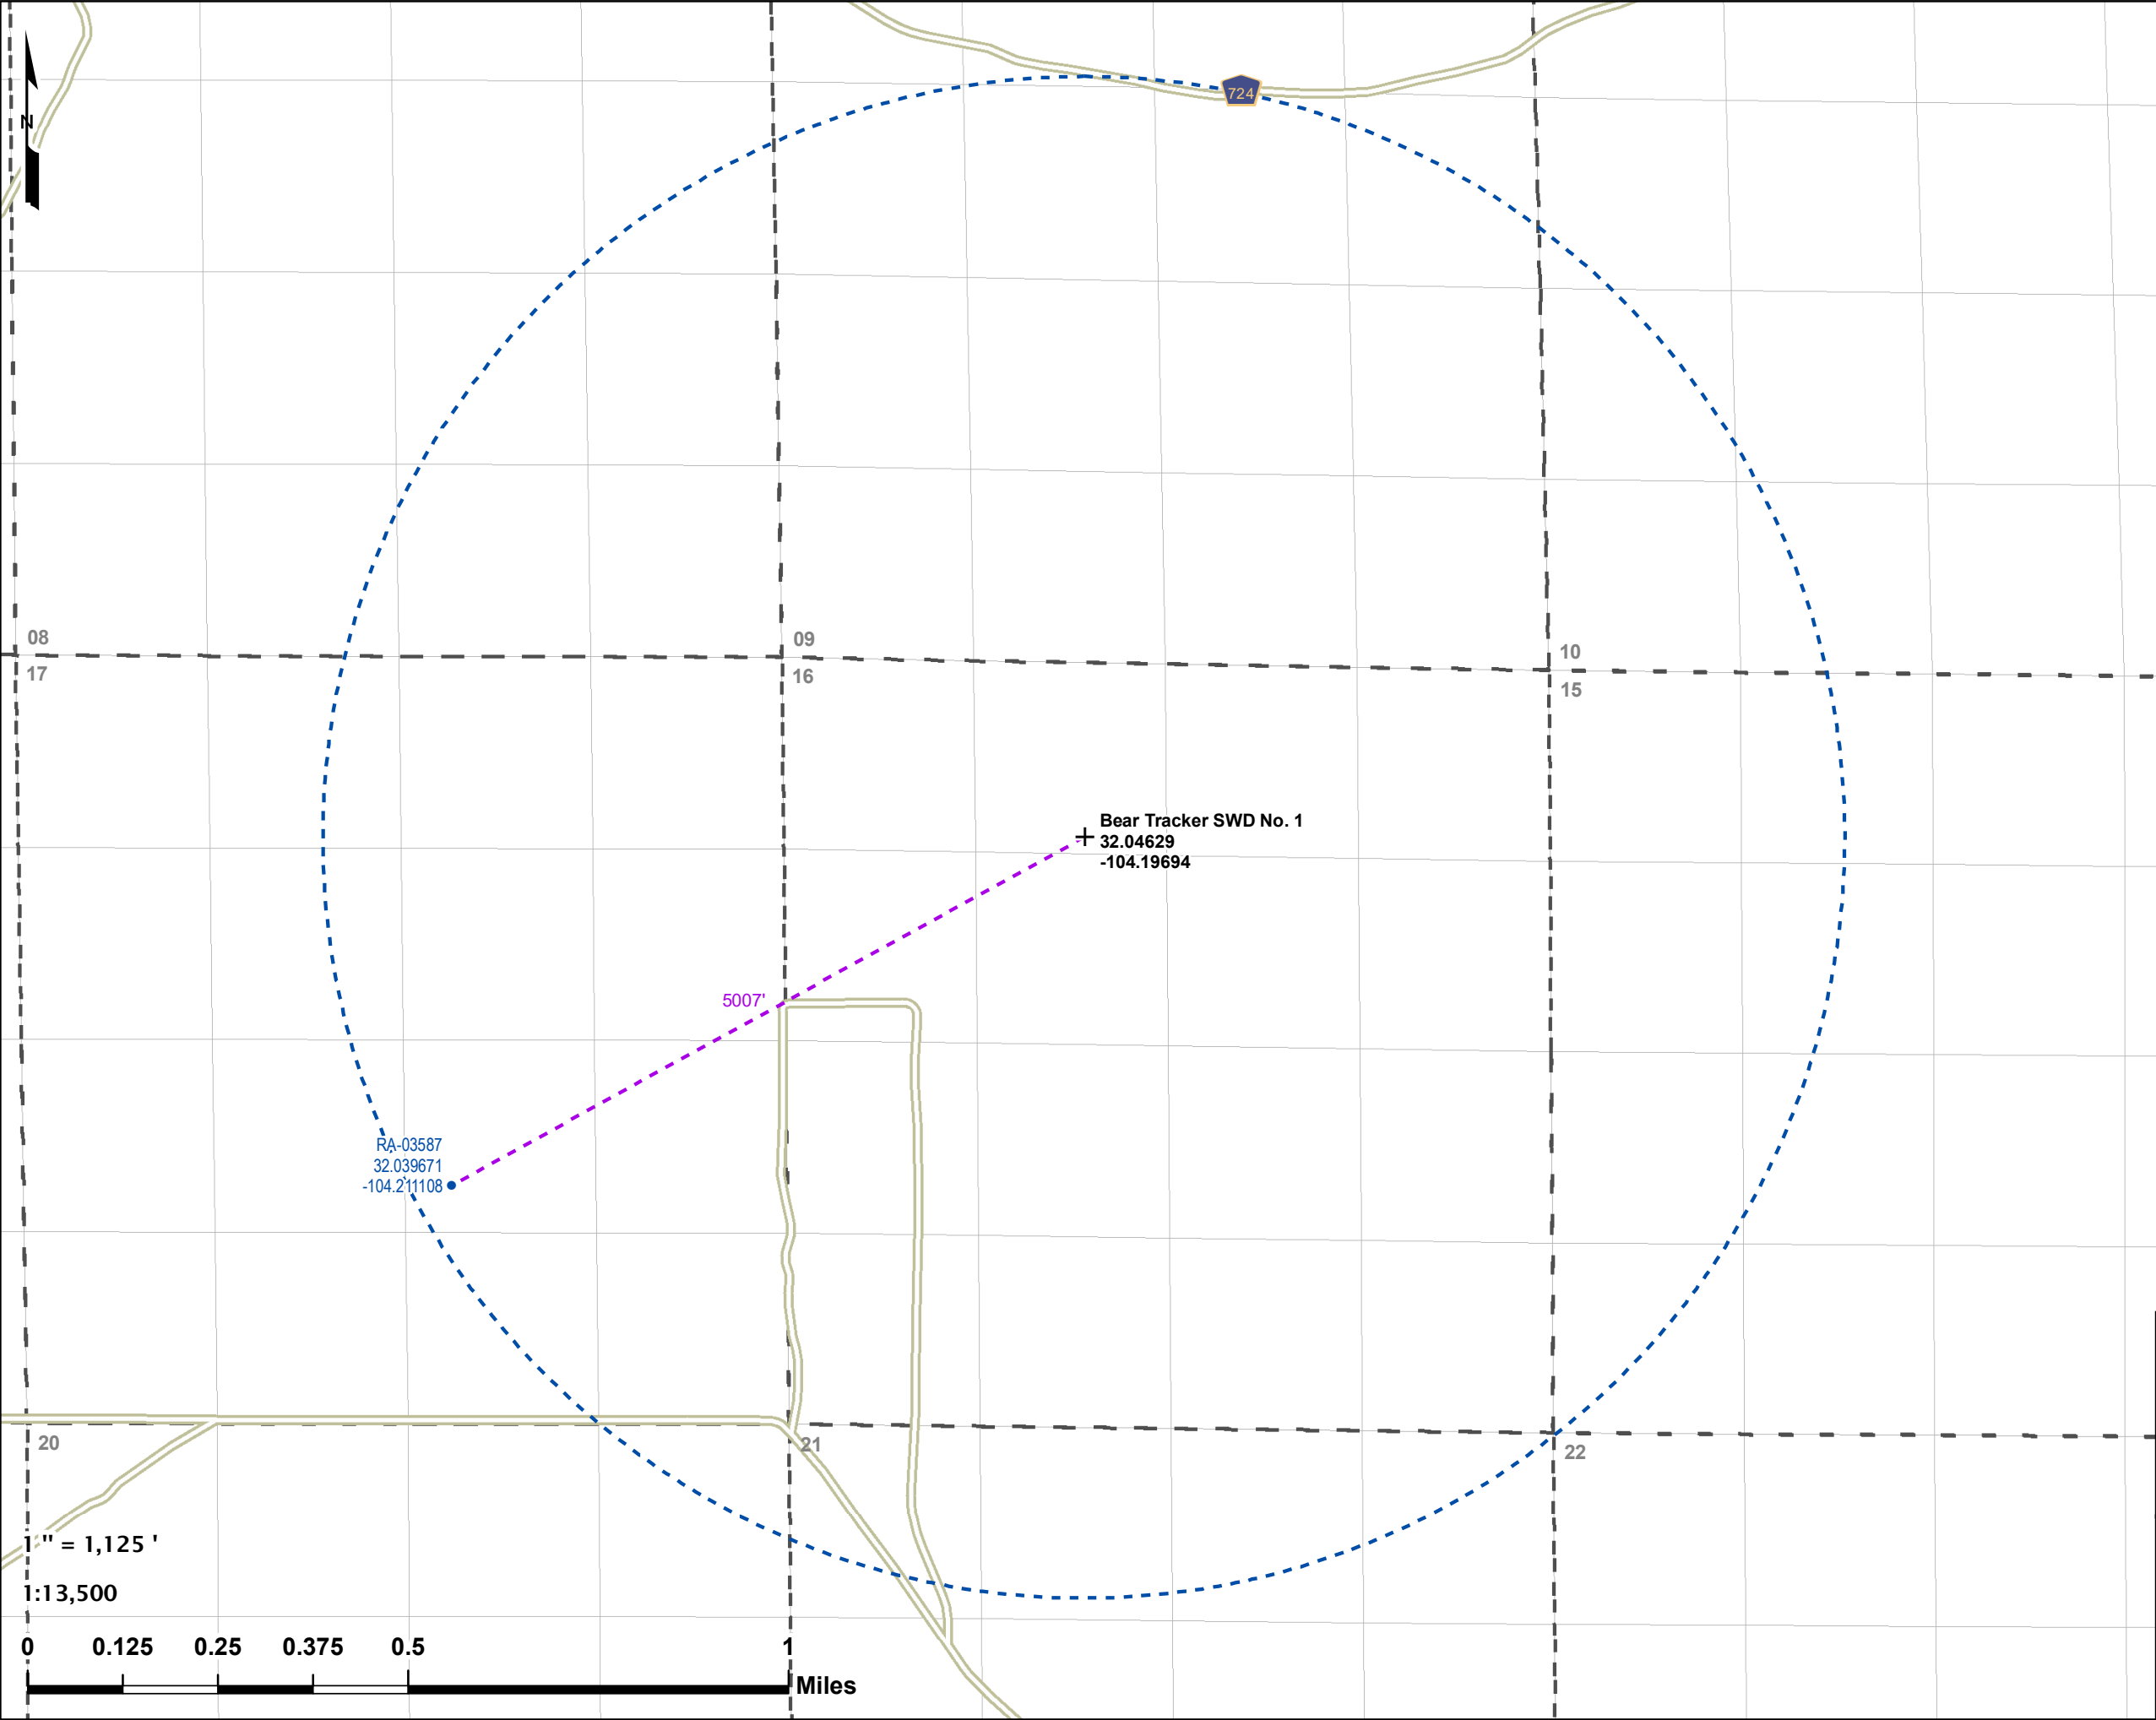 724
N
08
09
10
17
16
15
Bear Tracker SWD No. 1
32.04629
-104.19694
5007'
RA-03587
32.039671
-104.211108
20
21
22
1 " = 1,125 '
1:13,500
0 0.125 0.25 0.375 0.5 1
Miles